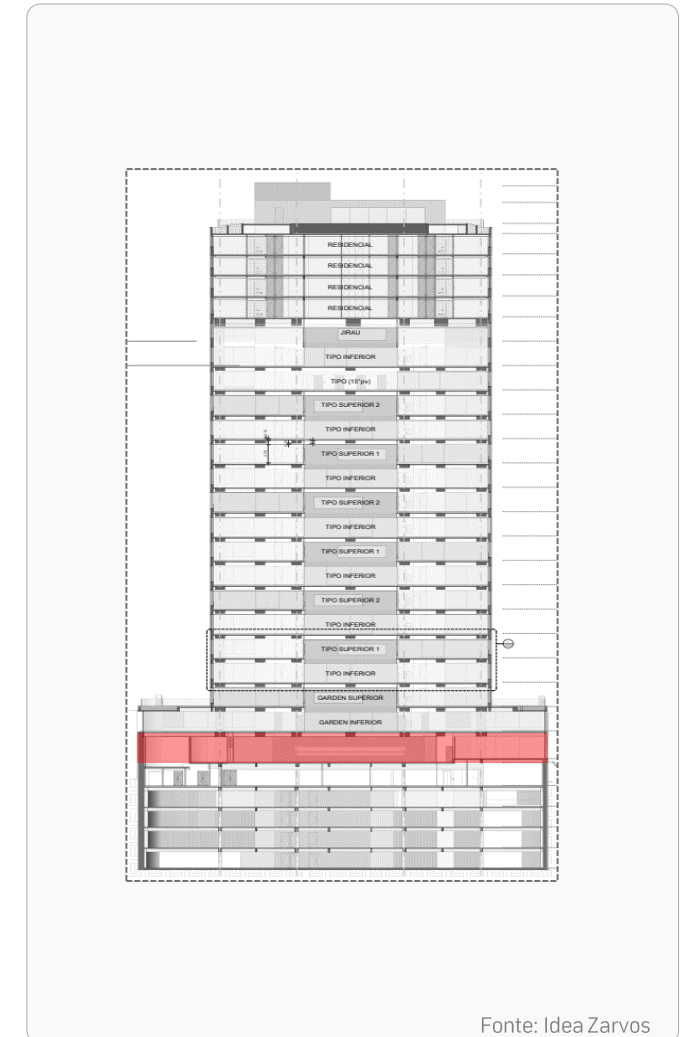 RESIDENCIAL
RESIDENCIAL
RESIDENCIAL
RESIDENCIAL
JIRAU
TIPO INFERIOR
TIPO (15°pv)
TIPO SUPERIOR 2
TIPO INFERIOR
TIPO SUPERIOR 1
TIPO INFERIOR
TIPO SUPERIOR 2
TIPO INFERIOR
TIPO SUPERIOR 1
TIPO INFERIOR
TIPO SUPERIOR 2
TIPO INFERIOR
TIPO SUPERIOR 1
TIPO INFERIOR
GARDEN SUPERIOR
GARDEN INFERIOR
Fonte: Idea Zarvos